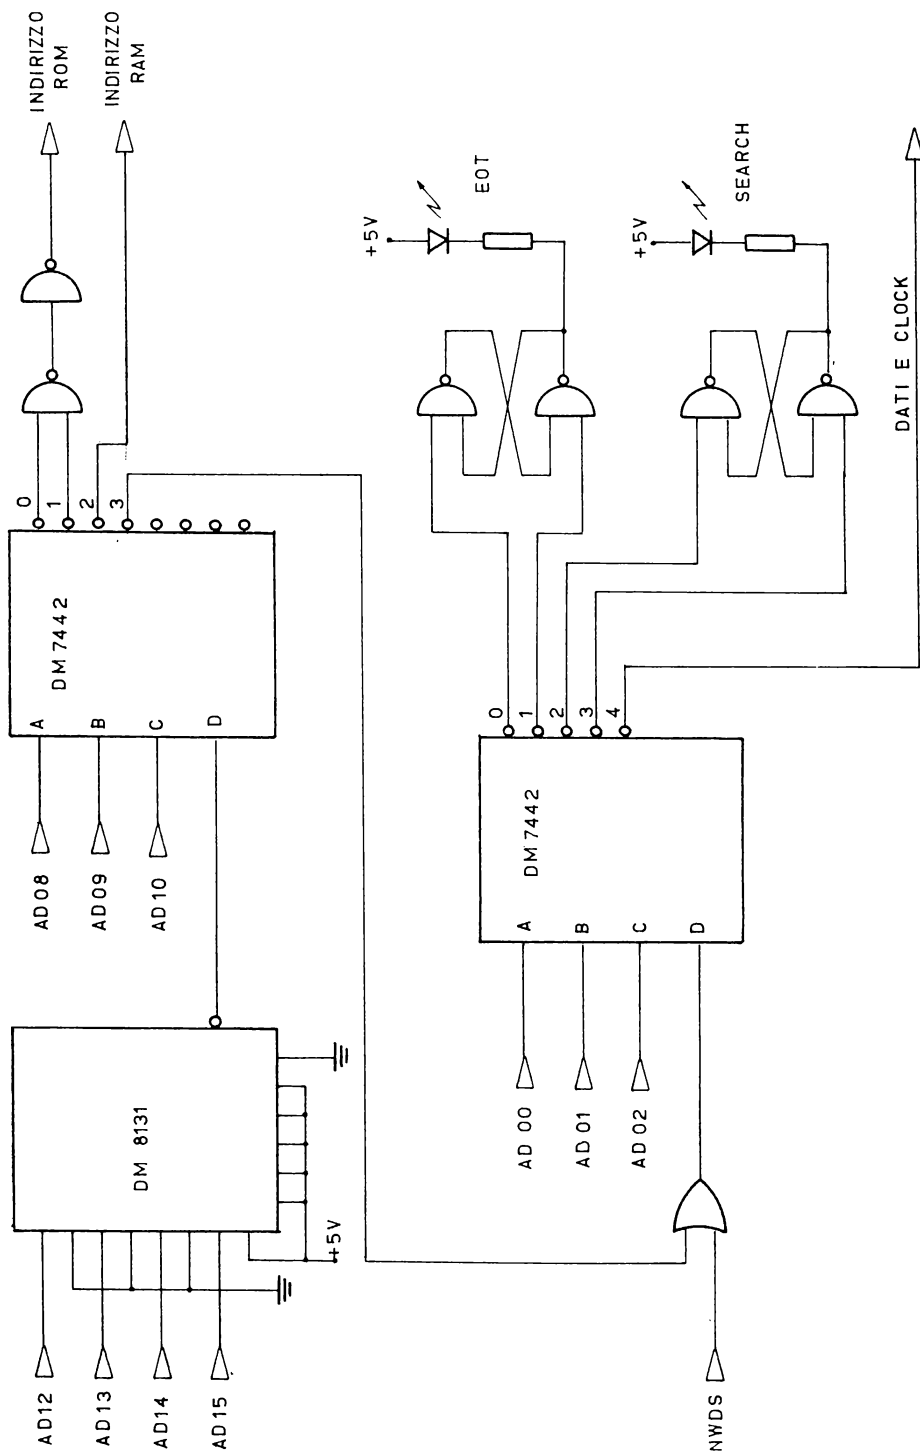 INDIRIZZO
ROM
INDIRIZZO
RAM
0
1
2
3
DM 7442
A
B
C
D
AD08
AD09
AD10
DM 8131
+5V
AD12
AD13
AD14
AD15
+5V
EOT
+5V
SEARCH
DATI E CLOCK
0
1
2
3
4
DM 7442
A
B
C
D
AD 00
AD 01
AD 02
NWDS